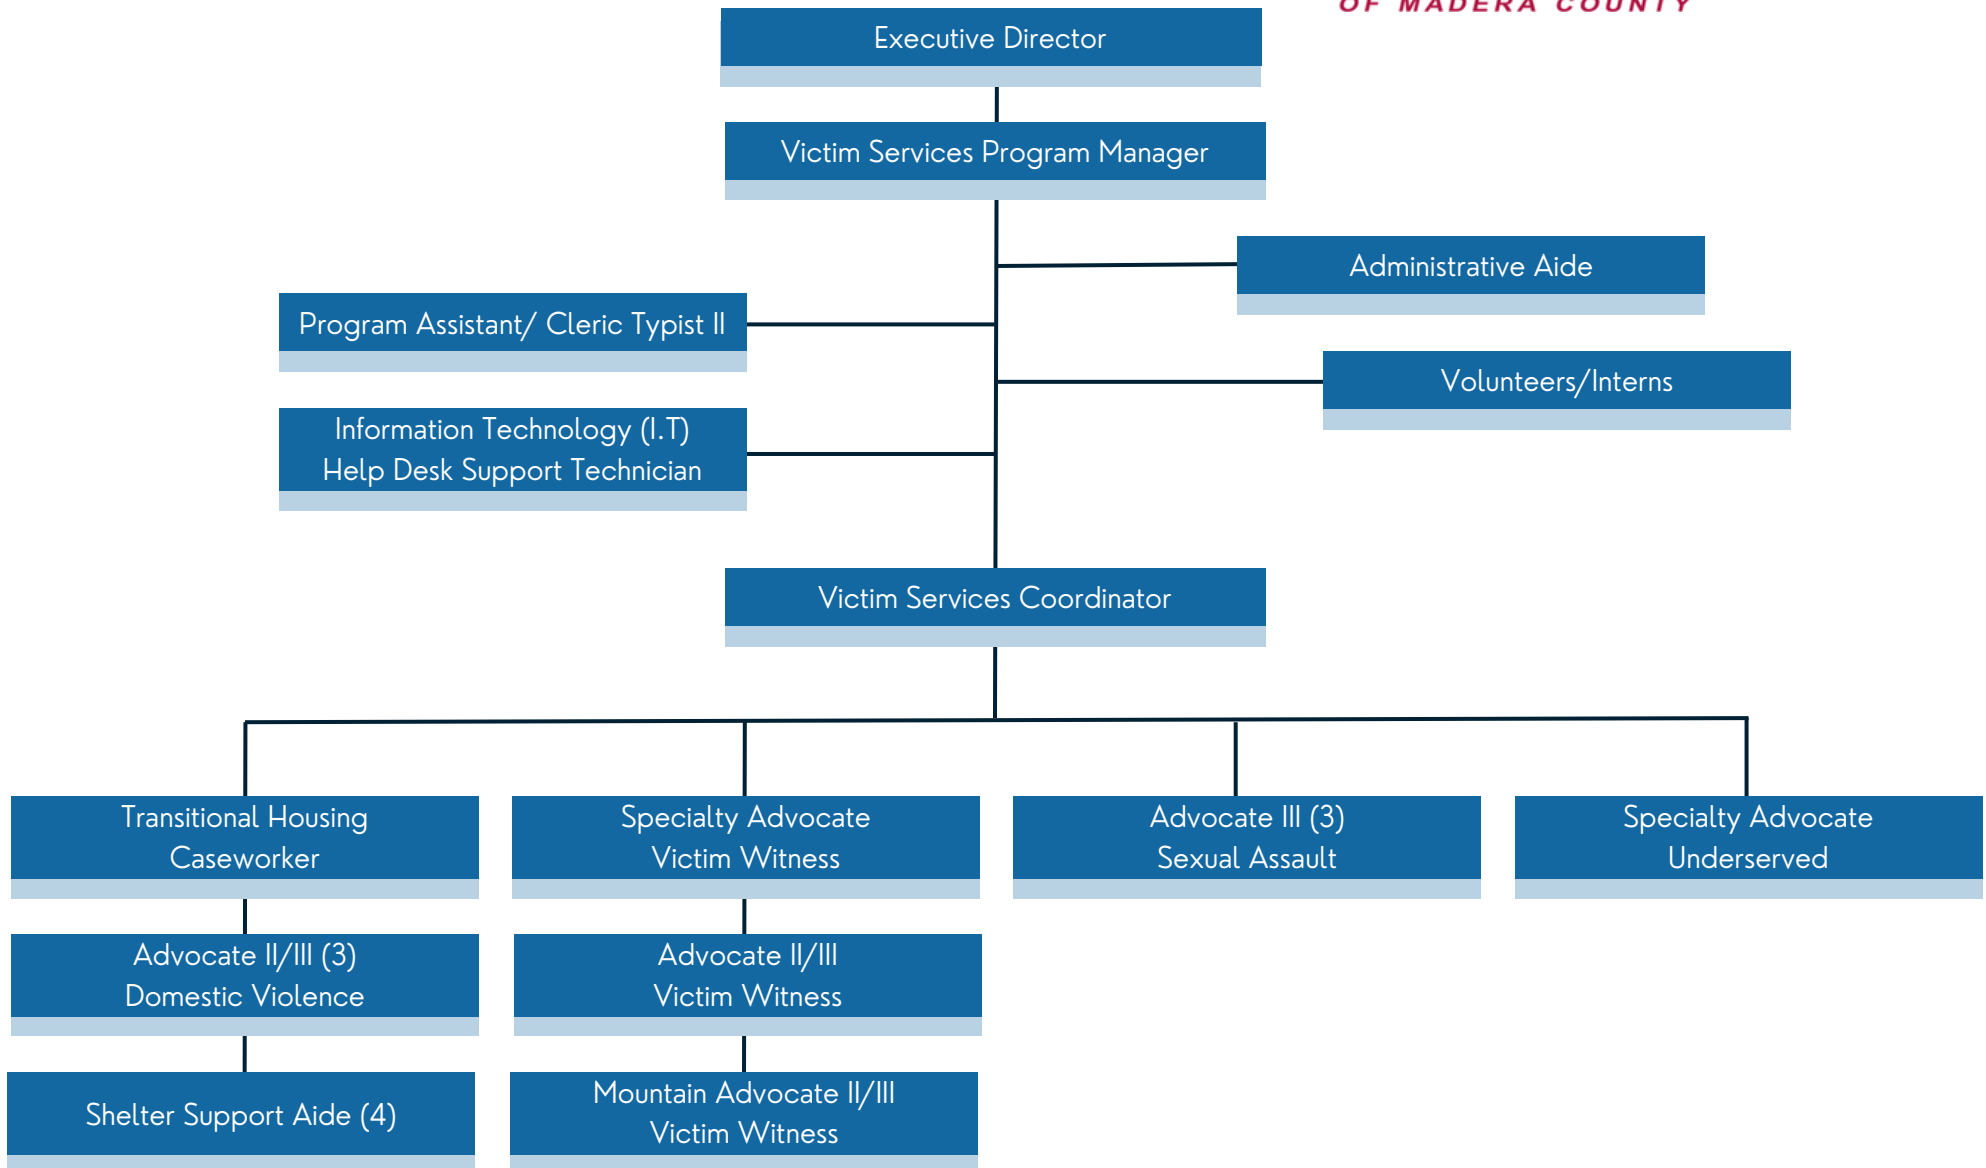 OF MADERA COUNTY
Executive Director
Victim Services Program Manager
Administrative Aide
Program Assistant/ Cleric Typist II
Volunteers/Interns
Information Technology (I.T)
Help Desk Support Technician
Victim Services Coordinator
Transitional Housing
Caseworker
Specialty Advocate
Victim Witness
Advocate III (3)
Sexual Assault
Specialty Advocate
Underserved
Advocate II/III (3)
Domestic Violence
Advocate II/III
Victim Witness
Shelter Support Aide (4)
Mountain Advocate II/III
Victim Witness